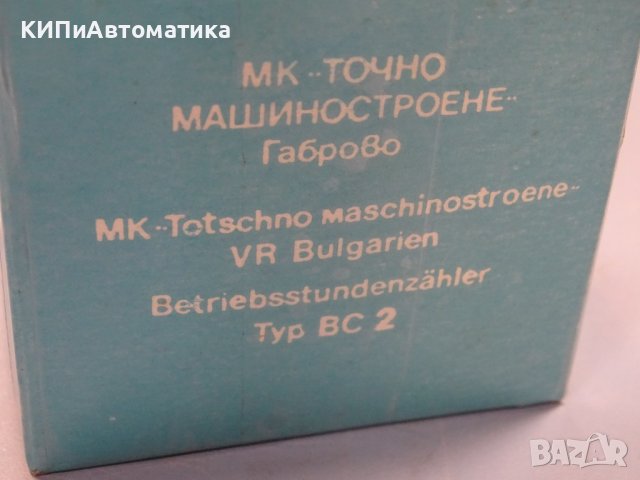 КИПиАвтоматика
МК "ТОЧНО
МАШИНОСТРОЕНЕ"
Габрово
MK "Totschno maschinostroene"
VR Bulgarien
Betriebsstundenzähler
Typ BC 2
BAZAR